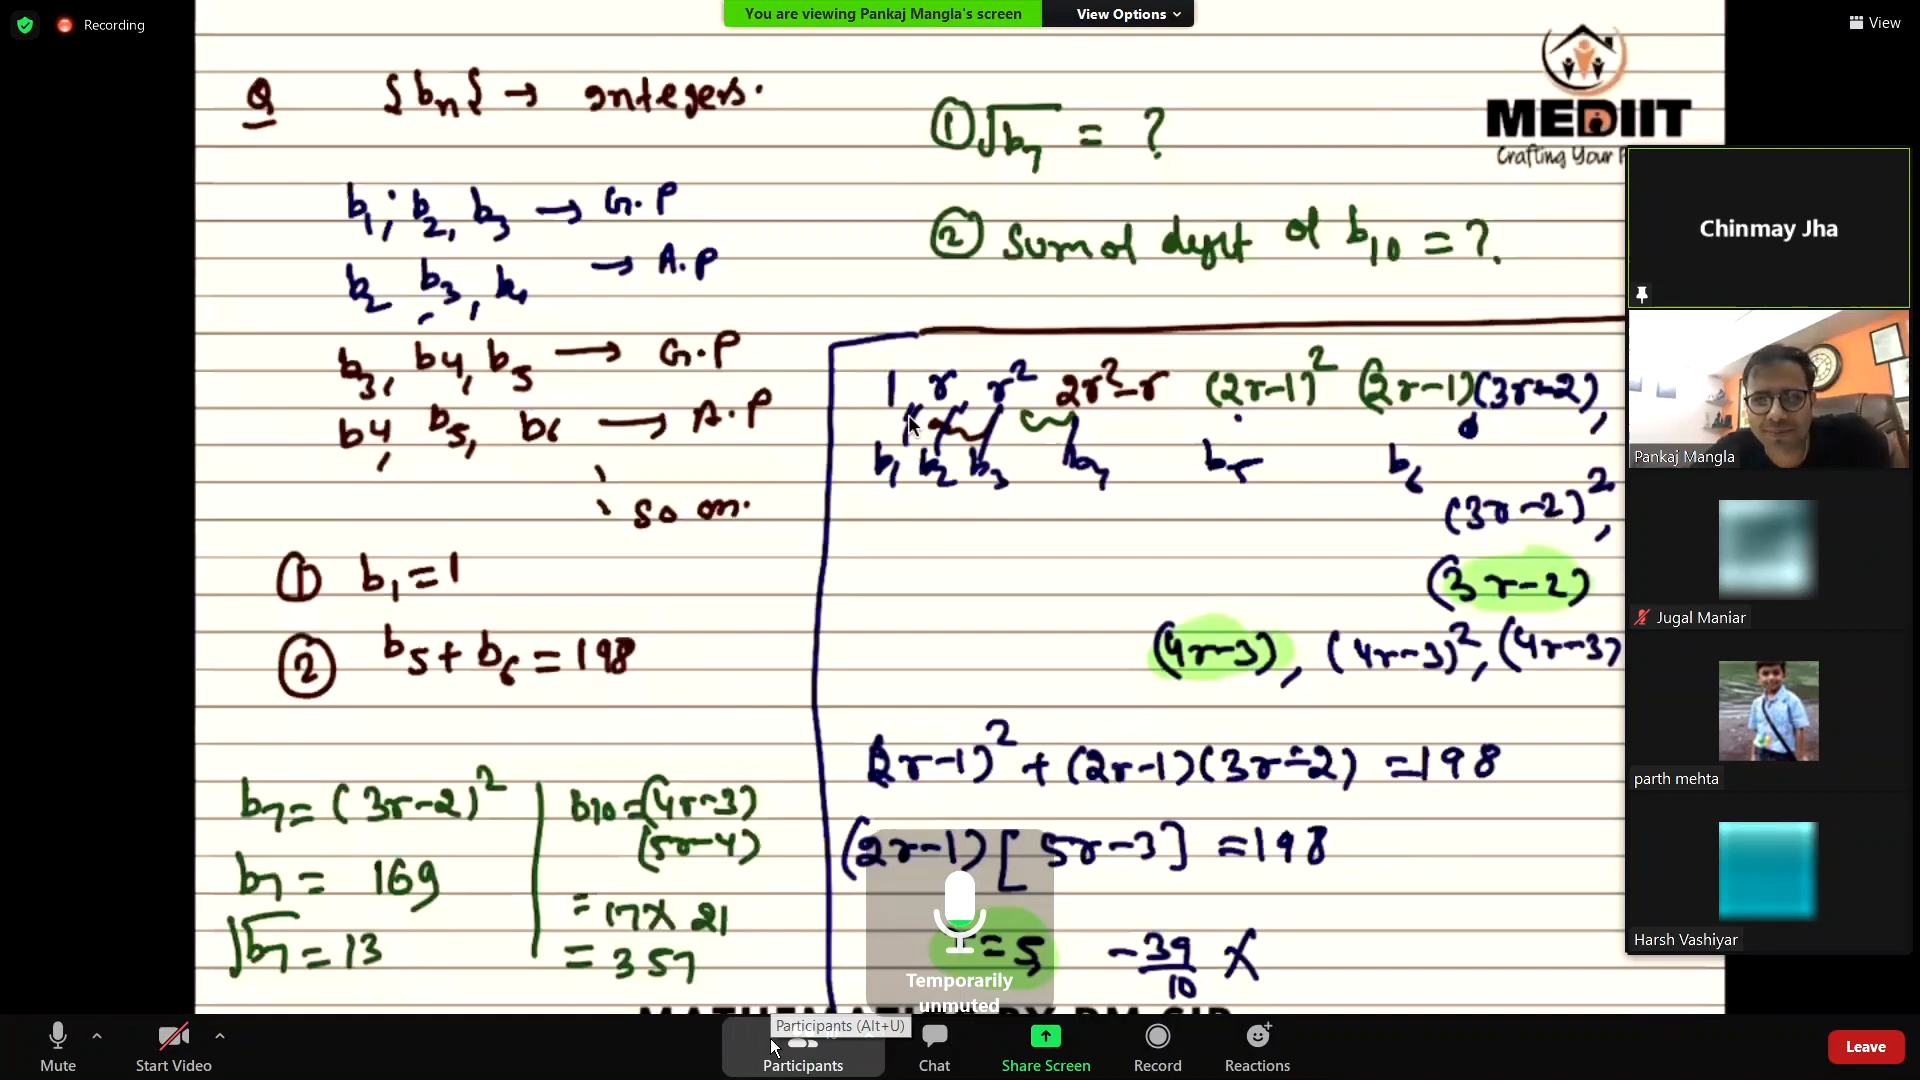 Recording
You are viewing Pankaj Mangla's screen
View Options
View
Q {bn} → integers.
① √b7 = ?
MEDIIT
Crafting Your F
b1, b2, b3 → G.P
② Sum of digit of b10 = ?
b2, b3, b4 → A.P
b3, b4, b5 → G.P
b4, b5, b6 → A.P
so on.
① b1 = 1
② b5 + b6 = 198
1 r r² 2r²-r (2r-1)² (2r-1)(3r-2),
b1 b2 b3 b4 b5 b6
(3r-2)²,
(3r-2)
(4r-3), (4r-3)², (4r-3)
(2r-1)² + (2r-1)(3r-2) = 198
(2r-1)[5r-3] = 198
= 5 -39/10 X
b7 = (3r-2)²
b7 = 169
√b7 = 13
b10 = (4r-3)
(5r-4)
= 17 X 21
= 357
Chinmay Jha
Pankaj Mangla
Jugal Maniar
parth mehta
Harsh Vashiyar
Temporarily
unmuted
Participants (Alt+U)
Mute
Start Video
Participants
Chat
Share Screen
Record
Reactions
Leave